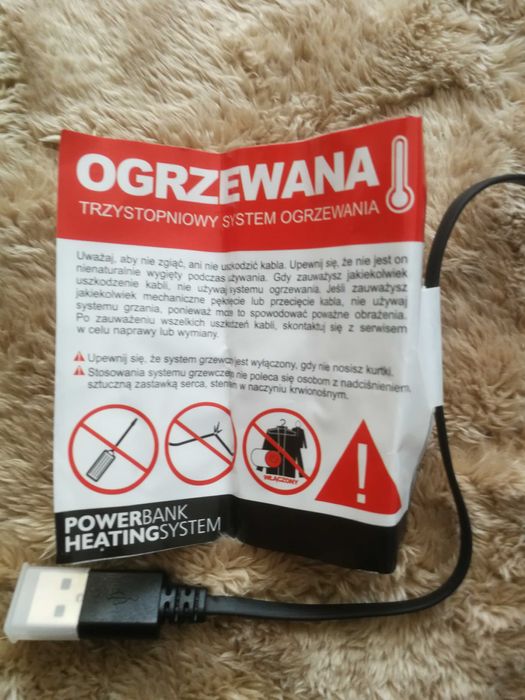 OGRZEWANA
TRZYSTOPNIOWY SYSTEM OGRZEWANIA
Uważaj, aby nie zgiąć, ani nie uszkodzić kabla. Upewnij się, że nie jest on
nienaturalnie wygięty podczas używania. Gdy zauważysz jakiekolwiek
uszkodzenie kabli, nie używaj systemu ogrzewania. Jeśli zauważysz
jakiekolwiek mechaniczne pęknięcie lub przecięcie kabla, nie używaj
systemu grzania, ponieważ może to spowodować poważne obrażenia.
Po zauważeniu wszelkich uszkodzeń kabli, skontaktuj się z serwisem
w celu naprawy lub wymiany.
Upewnij się, że system grzewczy jest wyłączony, gdy nie nosisz kurtki.
Stosowania systemu grzewczego nie poleca się osobom z nadciśnieniem,
sztuczną zastawką serca, stentem w naczyniu krwionośnym.
WŁĄCZONY
!
POWERBANK
HEATINGSYSTEM